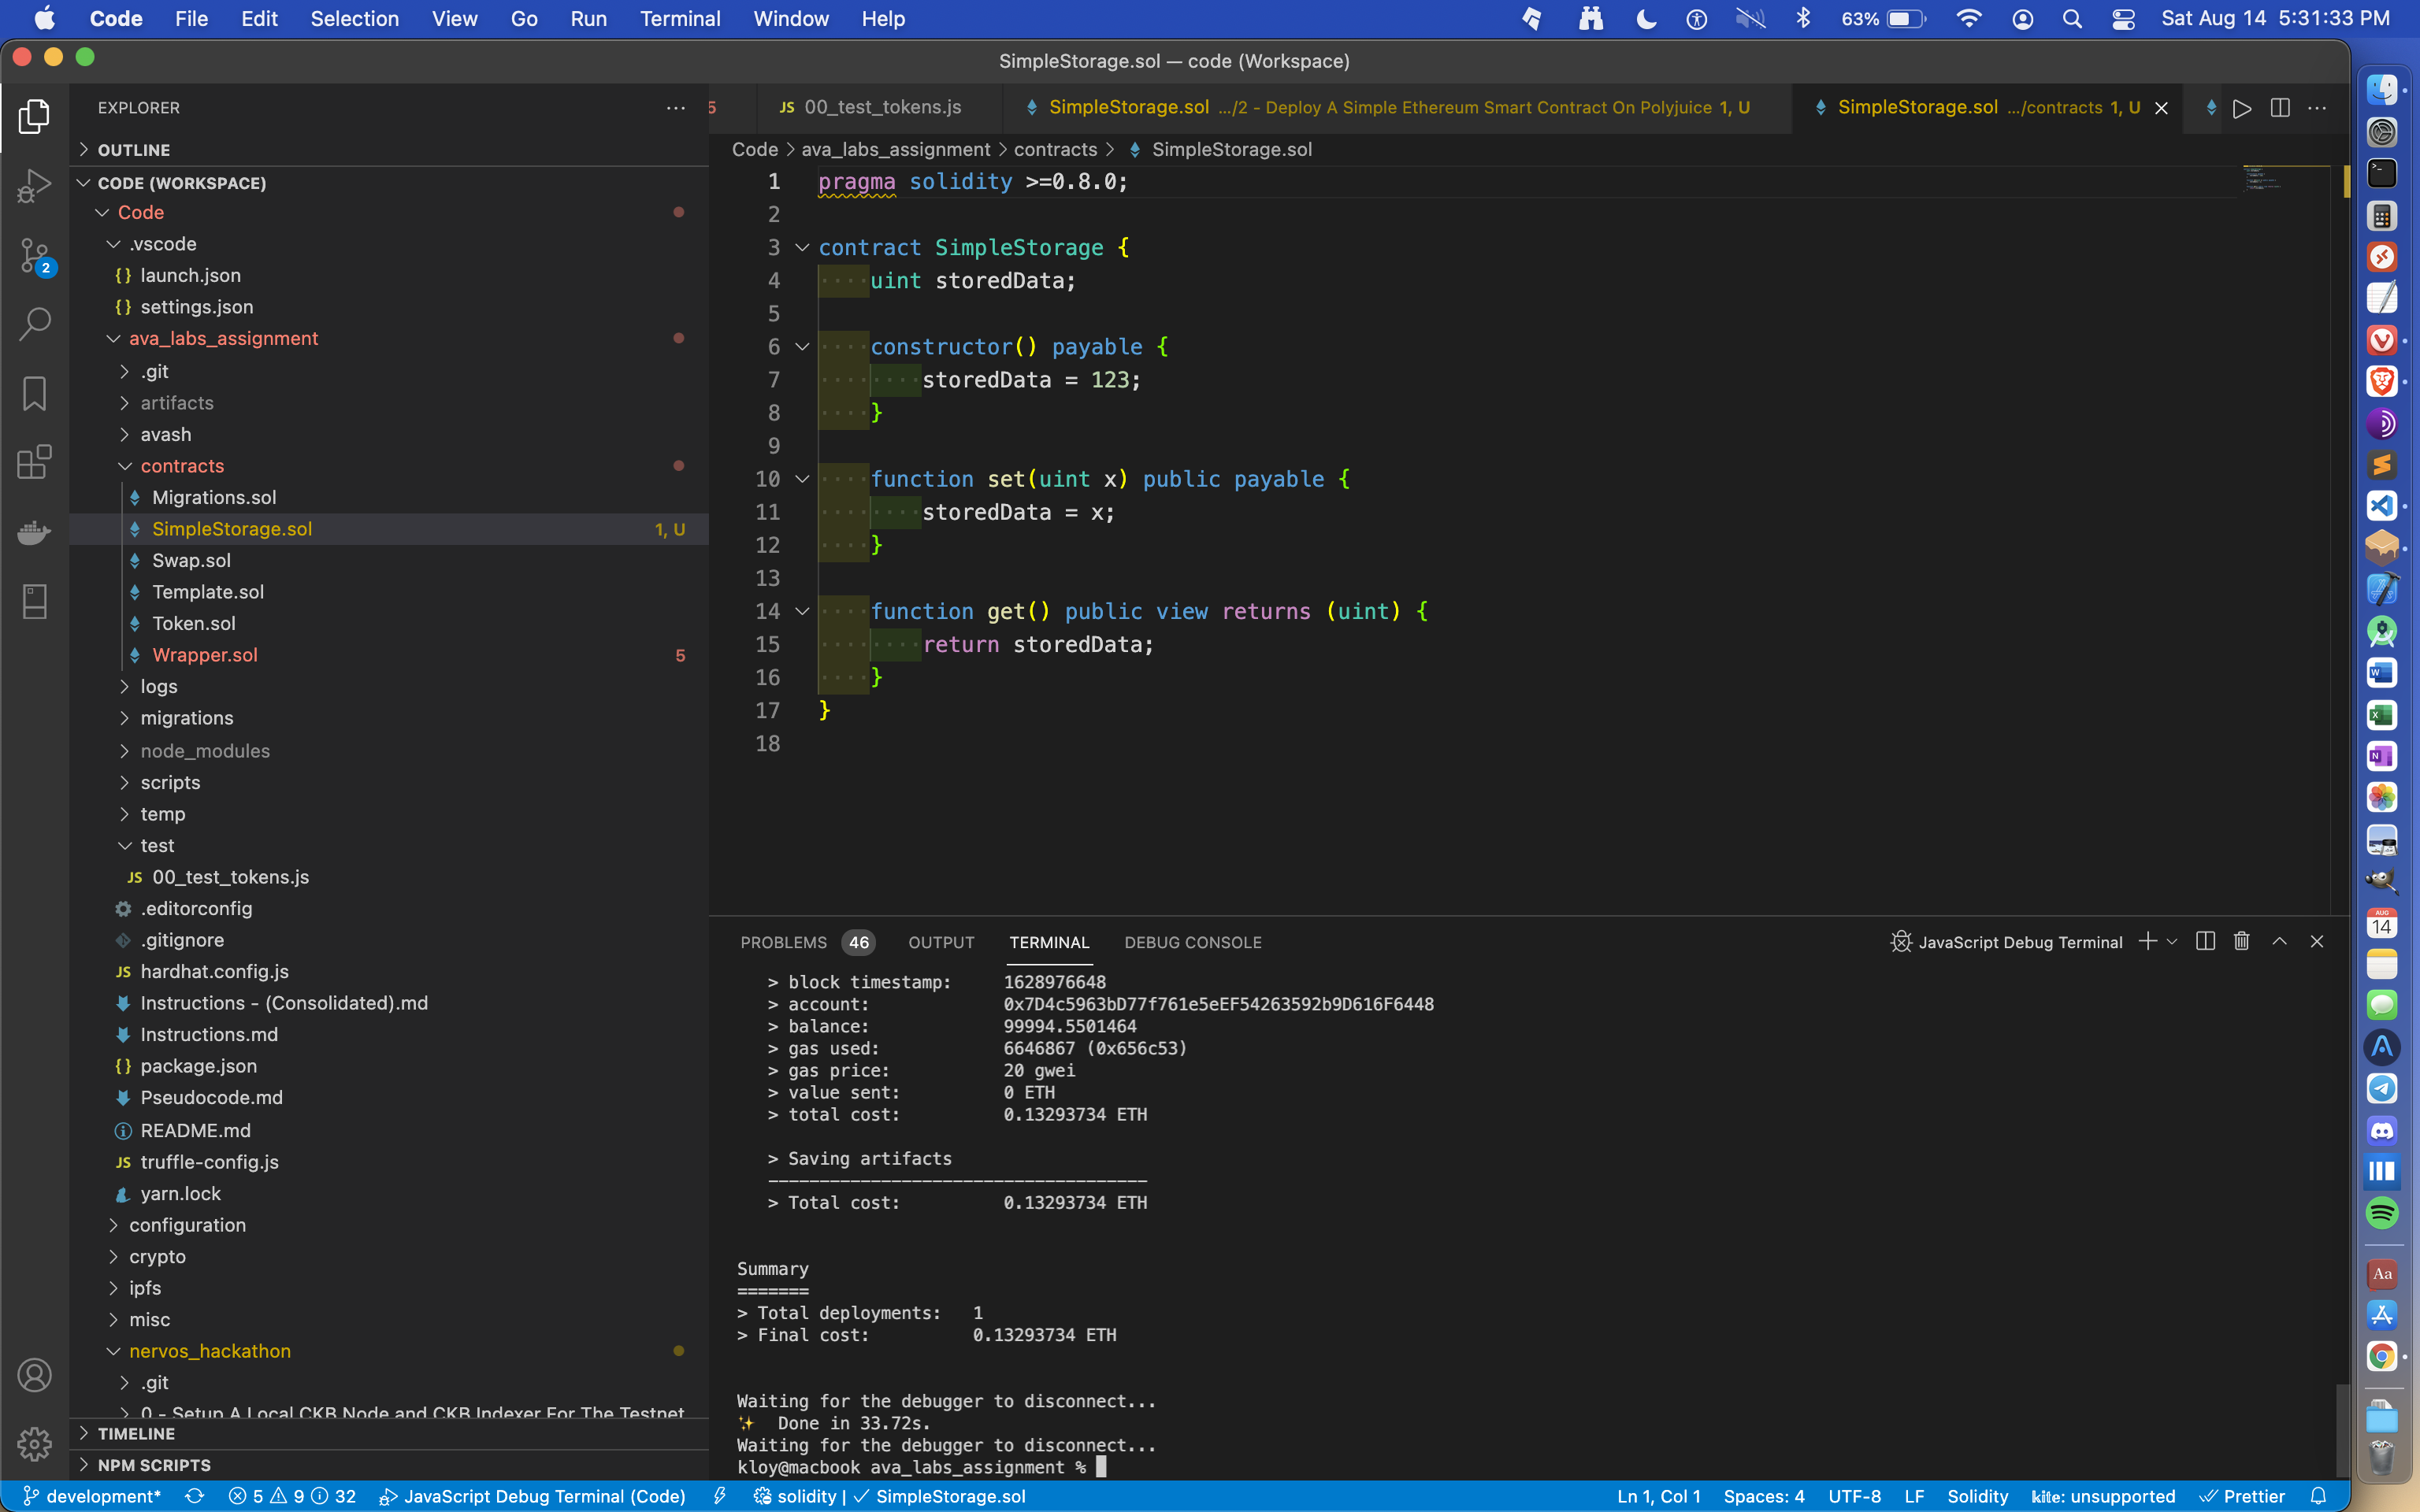 Code File Edit Selection View Go Run Terminal Window Help 63% Sat Aug 14 5:31:33 PM
SimpleStorage.sol — code (Workspace)
EXPLORER ···
OUTLINE
CODE (WORKSPACE)
Code
.vscode
{} launch.json
{} settings.json
ava_labs_assignment
.git
artifacts
avash
contracts
Migrations.sol
SimpleStorage.sol 1, U
Swap.sol
Template.sol
Token.sol
Wrapper.sol 5
logs
migrations
node_modules
scripts
temp
test
JS 00_test_tokens.js
.editorconfig
.gitignore
JS hardhat.config.js
Instructions - (Consolidated).md
Instructions.md
{} package.json
Pseudocode.md
README.md
JS truffle-config.js
yarn.lock
configuration
crypto
ipfs
misc
nervos_hackathon
.git
0 - Setup A Local CKB Node and CKB Indexer For The Testnet
TIMELINE
NPM SCRIPTS
2
5 JS 00_test_tokens.js SimpleStorage.sol .../2 - Deploy A Simple Ethereum Smart Contract On Polyjuice 1, U SimpleStorage.sol .../contracts 1, U
Code > ava_labs_assignment > contracts > SimpleStorage.sol
1 pragma solidity >=0.8.0;
2
3 contract SimpleStorage {
4 ····uint storedData;
5
6 ····constructor() payable {
7 ········storedData = 123;
8 ····}
9
10 ····function set(uint x) public payable {
11 ········storedData = x;
12 ····}
13
14 ····function get() public view returns (uint) {
15 ········return storedData;
16 ····}
17 }
18
PROBLEMS 46 OUTPUT TERMINAL DEBUG CONSOLE JavaScript Debug Terminal
> block timestamp: 1628976648
> account: 0x7D4c5963bD77f761e5eEF54263592b9D616F6448
> balance: 99994.5501464
> gas used: 6646867 (0x656c53)
> gas price: 20 gwei
> value sent: 0 ETH
> total cost: 0.13293734 ETH
> Saving artifacts
-------------------------------------
> Total cost: 0.13293734 ETH
Summary
=======
> Total deployments: 1
> Final cost: 0.13293734 ETH
Waiting for the debugger to disconnect...
✨ Done in 33.72s.
Waiting for the debugger to disconnect...
kloy@macbook ava_labs_assignment %
AUG
14
Aa
development* 5 9 32 JavaScript Debug Terminal (Code) solidity | ✓ SimpleStorage.sol Ln 1, Col 1 Spaces: 4 UTF-8 LF Solidity kite: unsupported Prettier